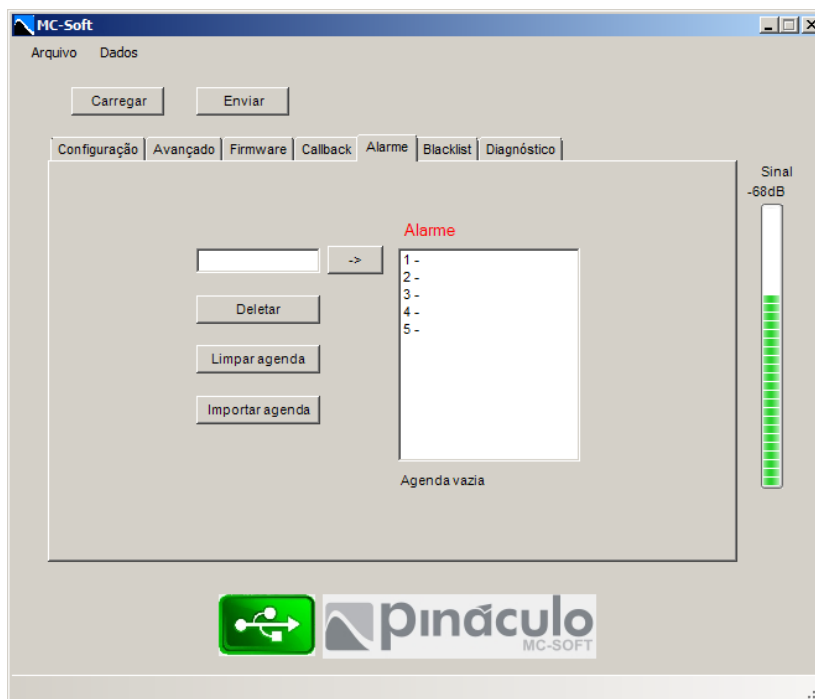 MC-Soft
Arquivo Dados
Carregar Enviar
Configuração Avançado Firmware Callback Alarme Blacklist Diagnóstico
Sinal
-68dB
Alarme
->
1 -
2 -
3 -
4 -
5 -
Deletar
Limpar agenda
Importar agenda
Agenda vazia
pináculo
MC-SOFT